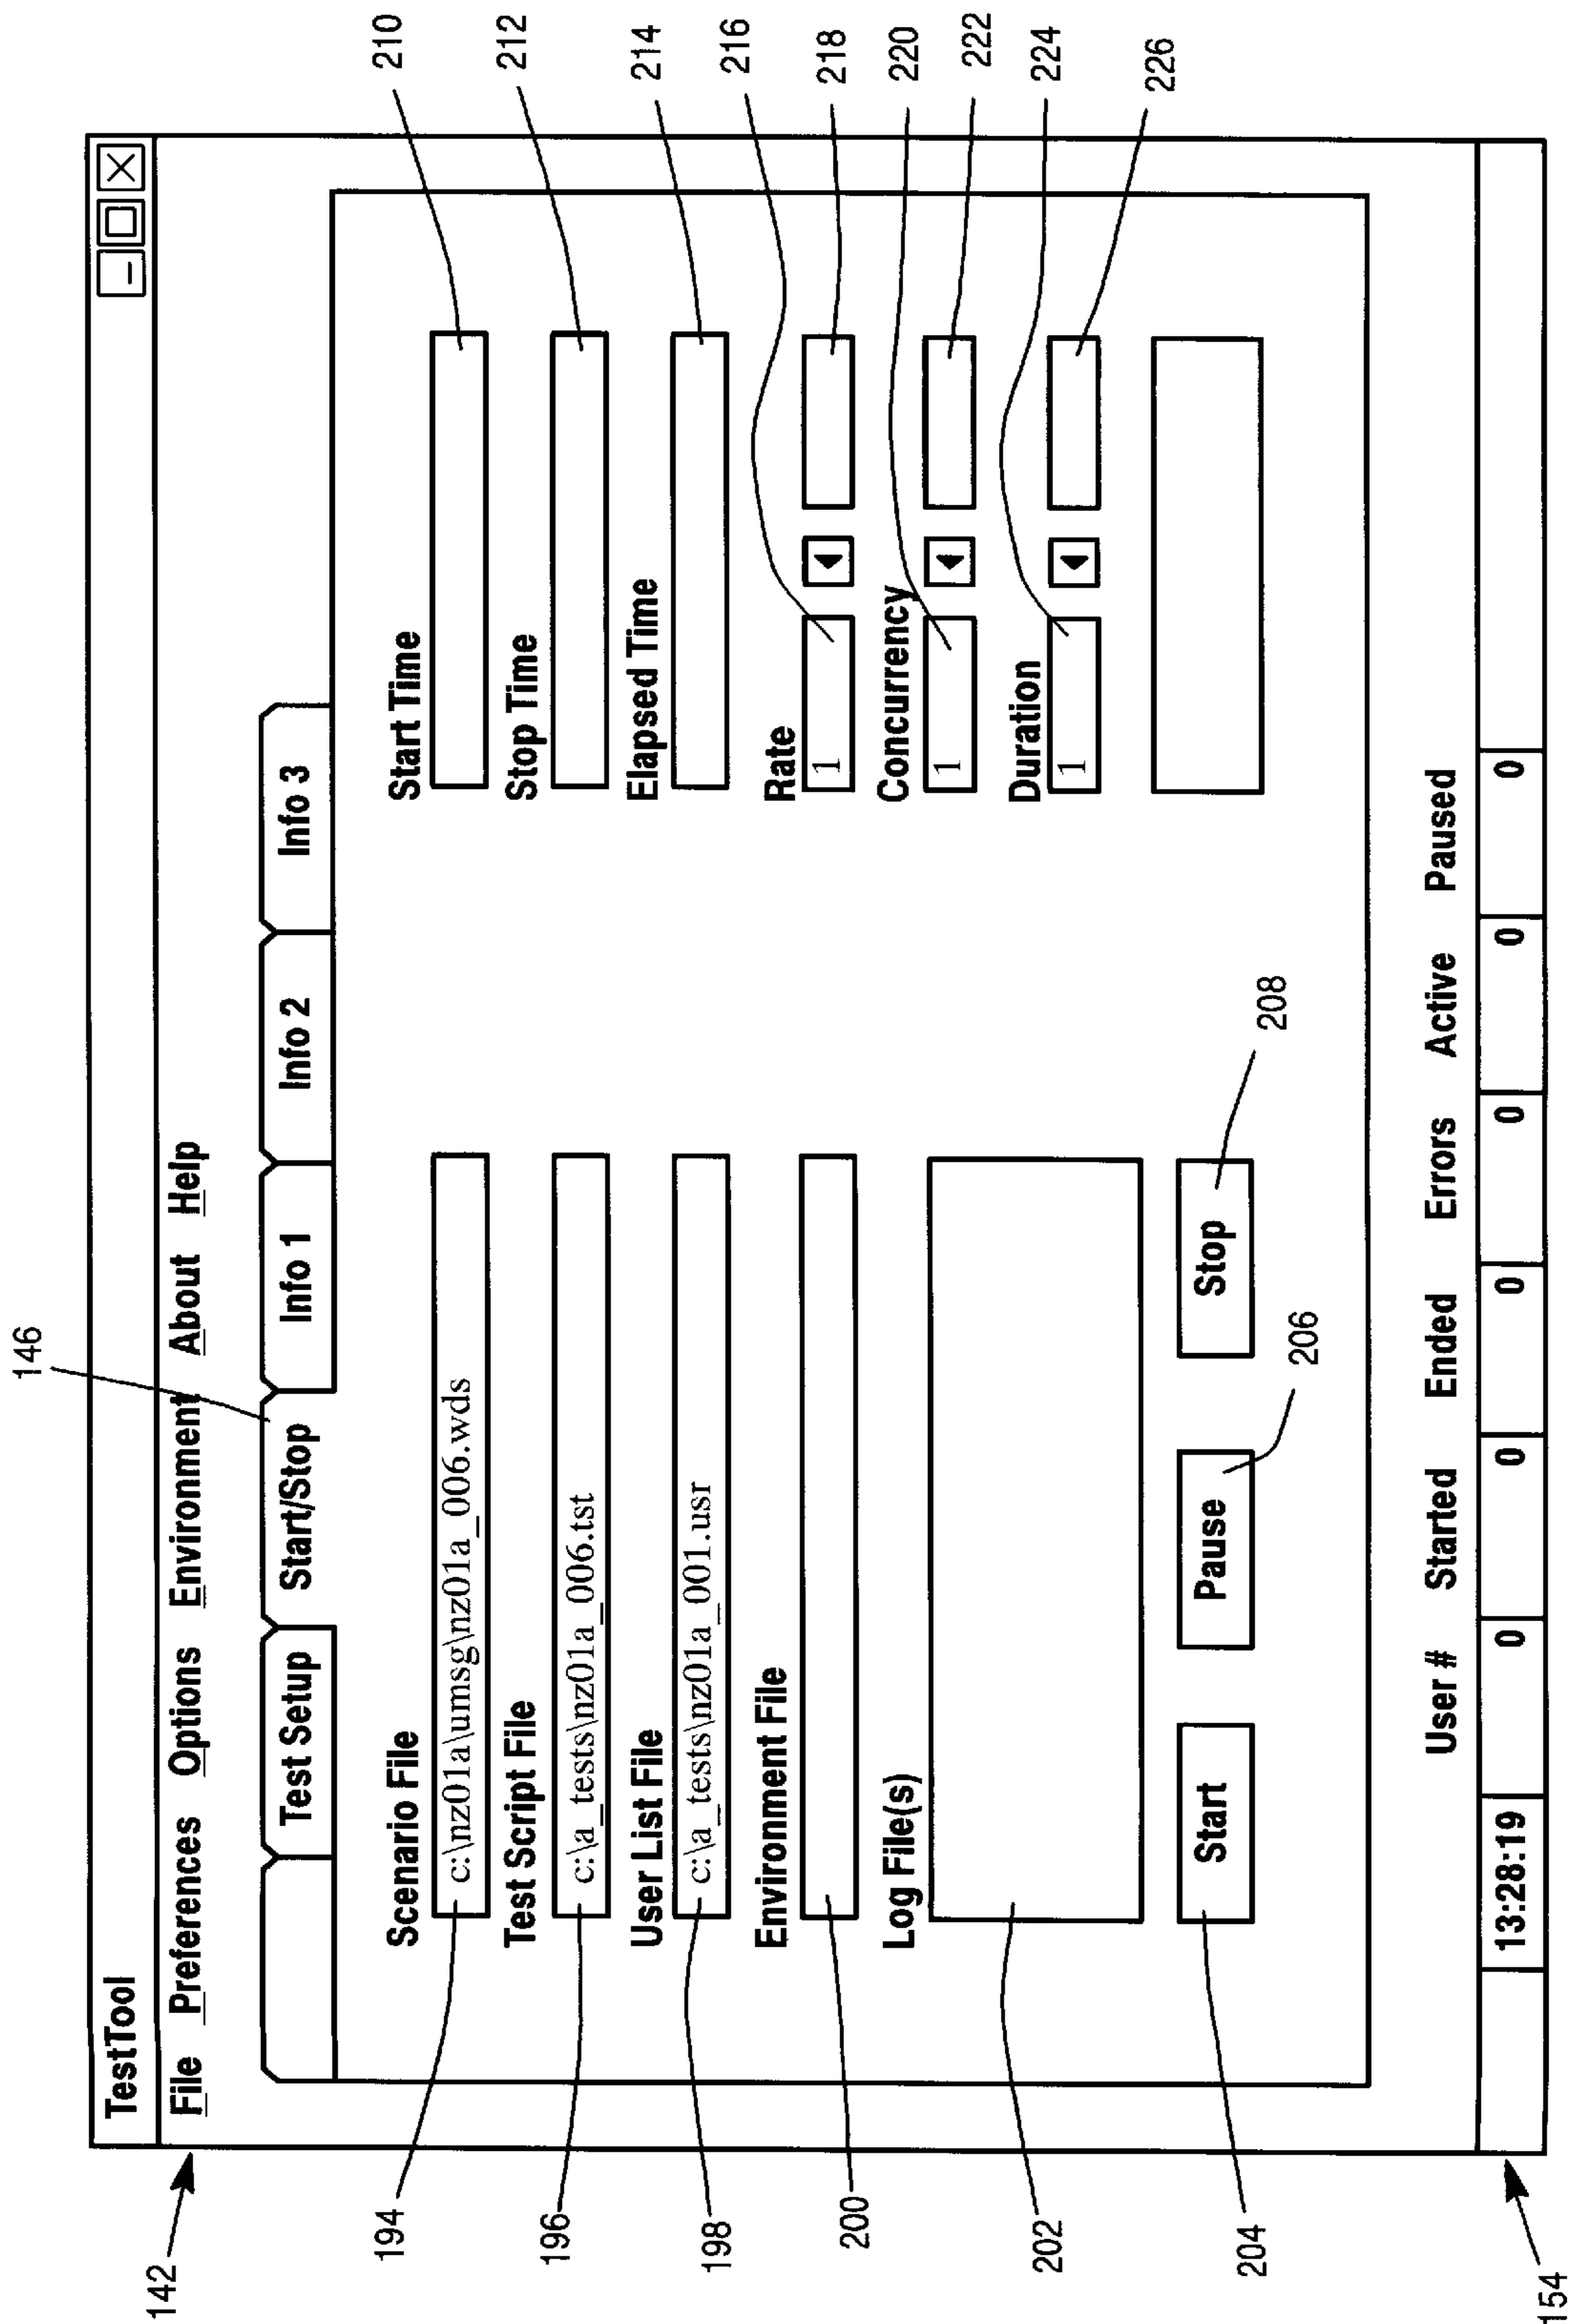 TestTool
142
File Preferences Options Environment About Help
146
Test Setup Start/Stop Info 1 Info 2 Info 3
Scenario File
194
c:\nz01a\umsg\nz01a_006.wds
Test Script File
196
c:\a_tests\nz01a_006.tst
User List File
198
c:\a_tests\nz01a_001.usr
Environment File
200
Log File(s)
202
204
Start
Pause
206
Stop
208
Start Time
210
Stop Time
212
Elapsed Time
214
Rate
216
1
218
Concurrency
220
1
222
Duration
224
1
226
User # Started Ended Errors Active Paused
154
13:28:19 0 0 0 0 0 0